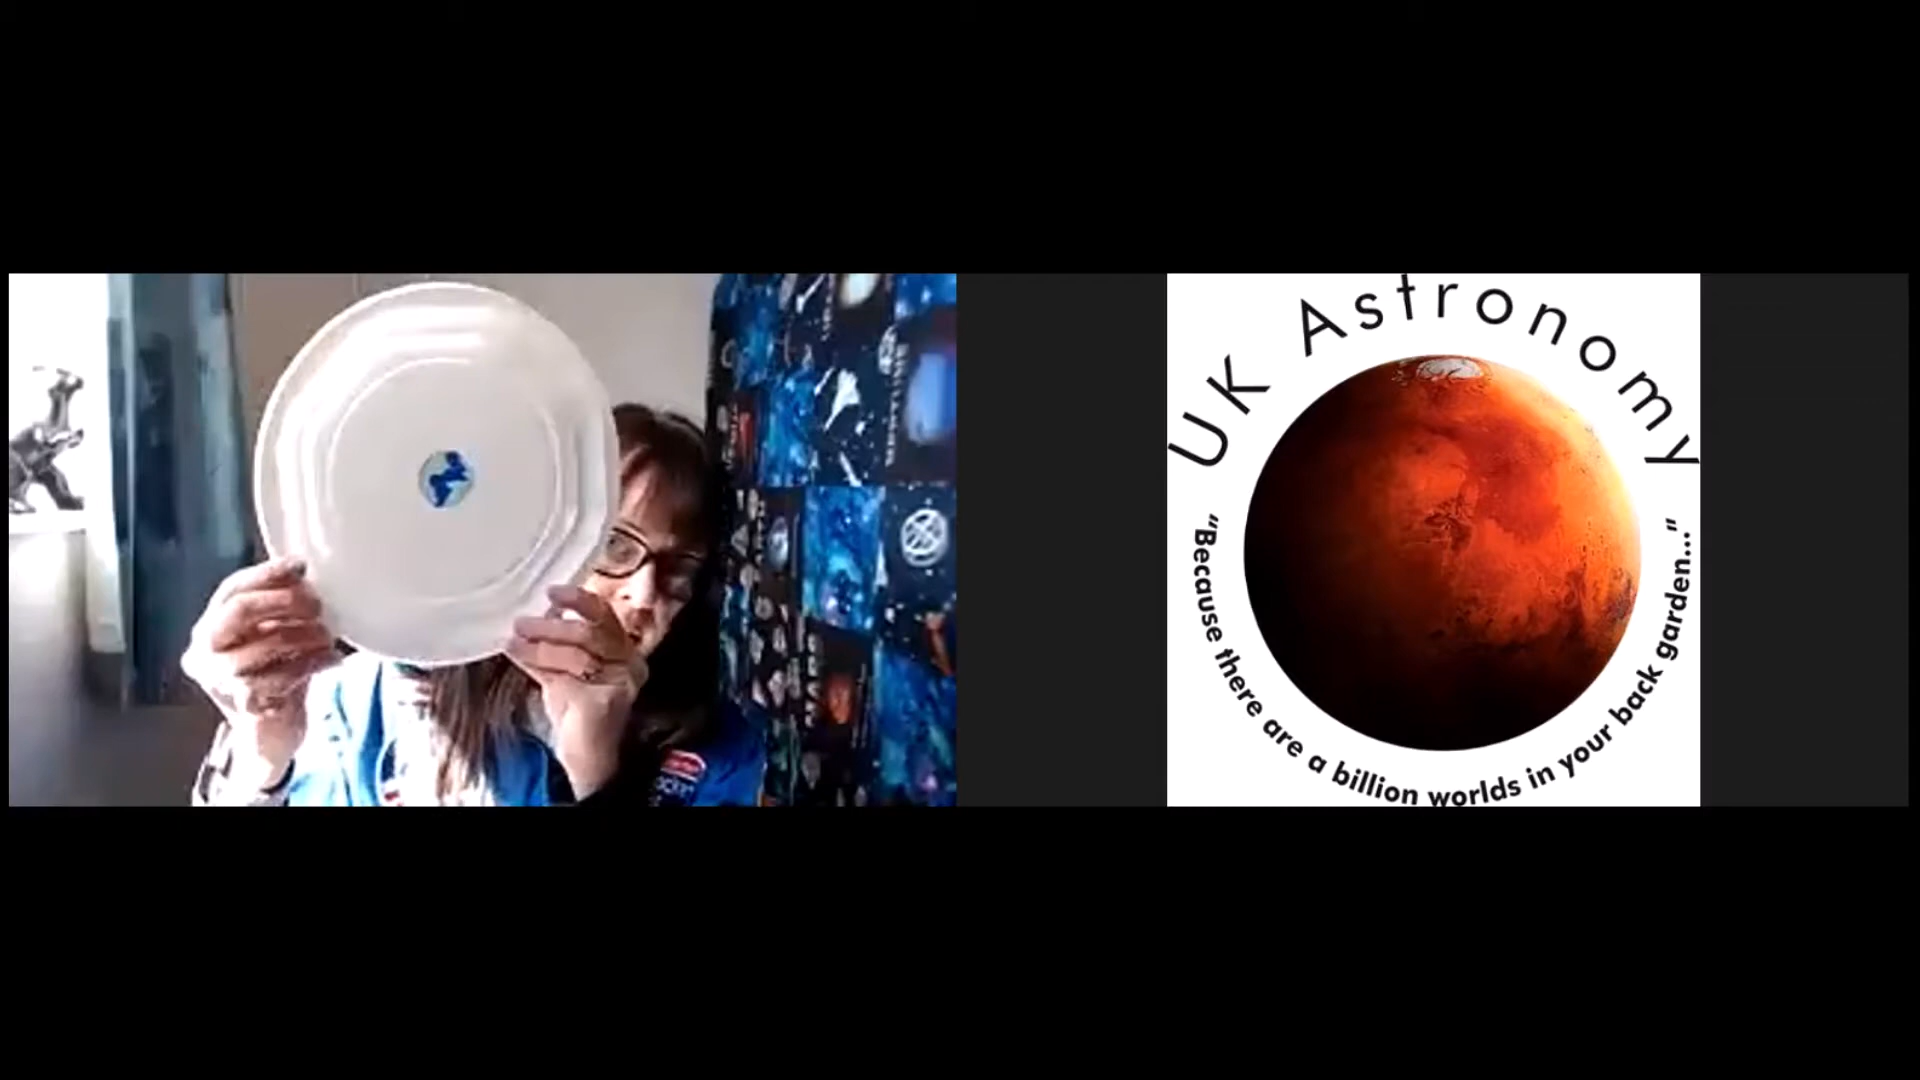 UK Astronomy
"Because there are a billion worlds in your back garden..."